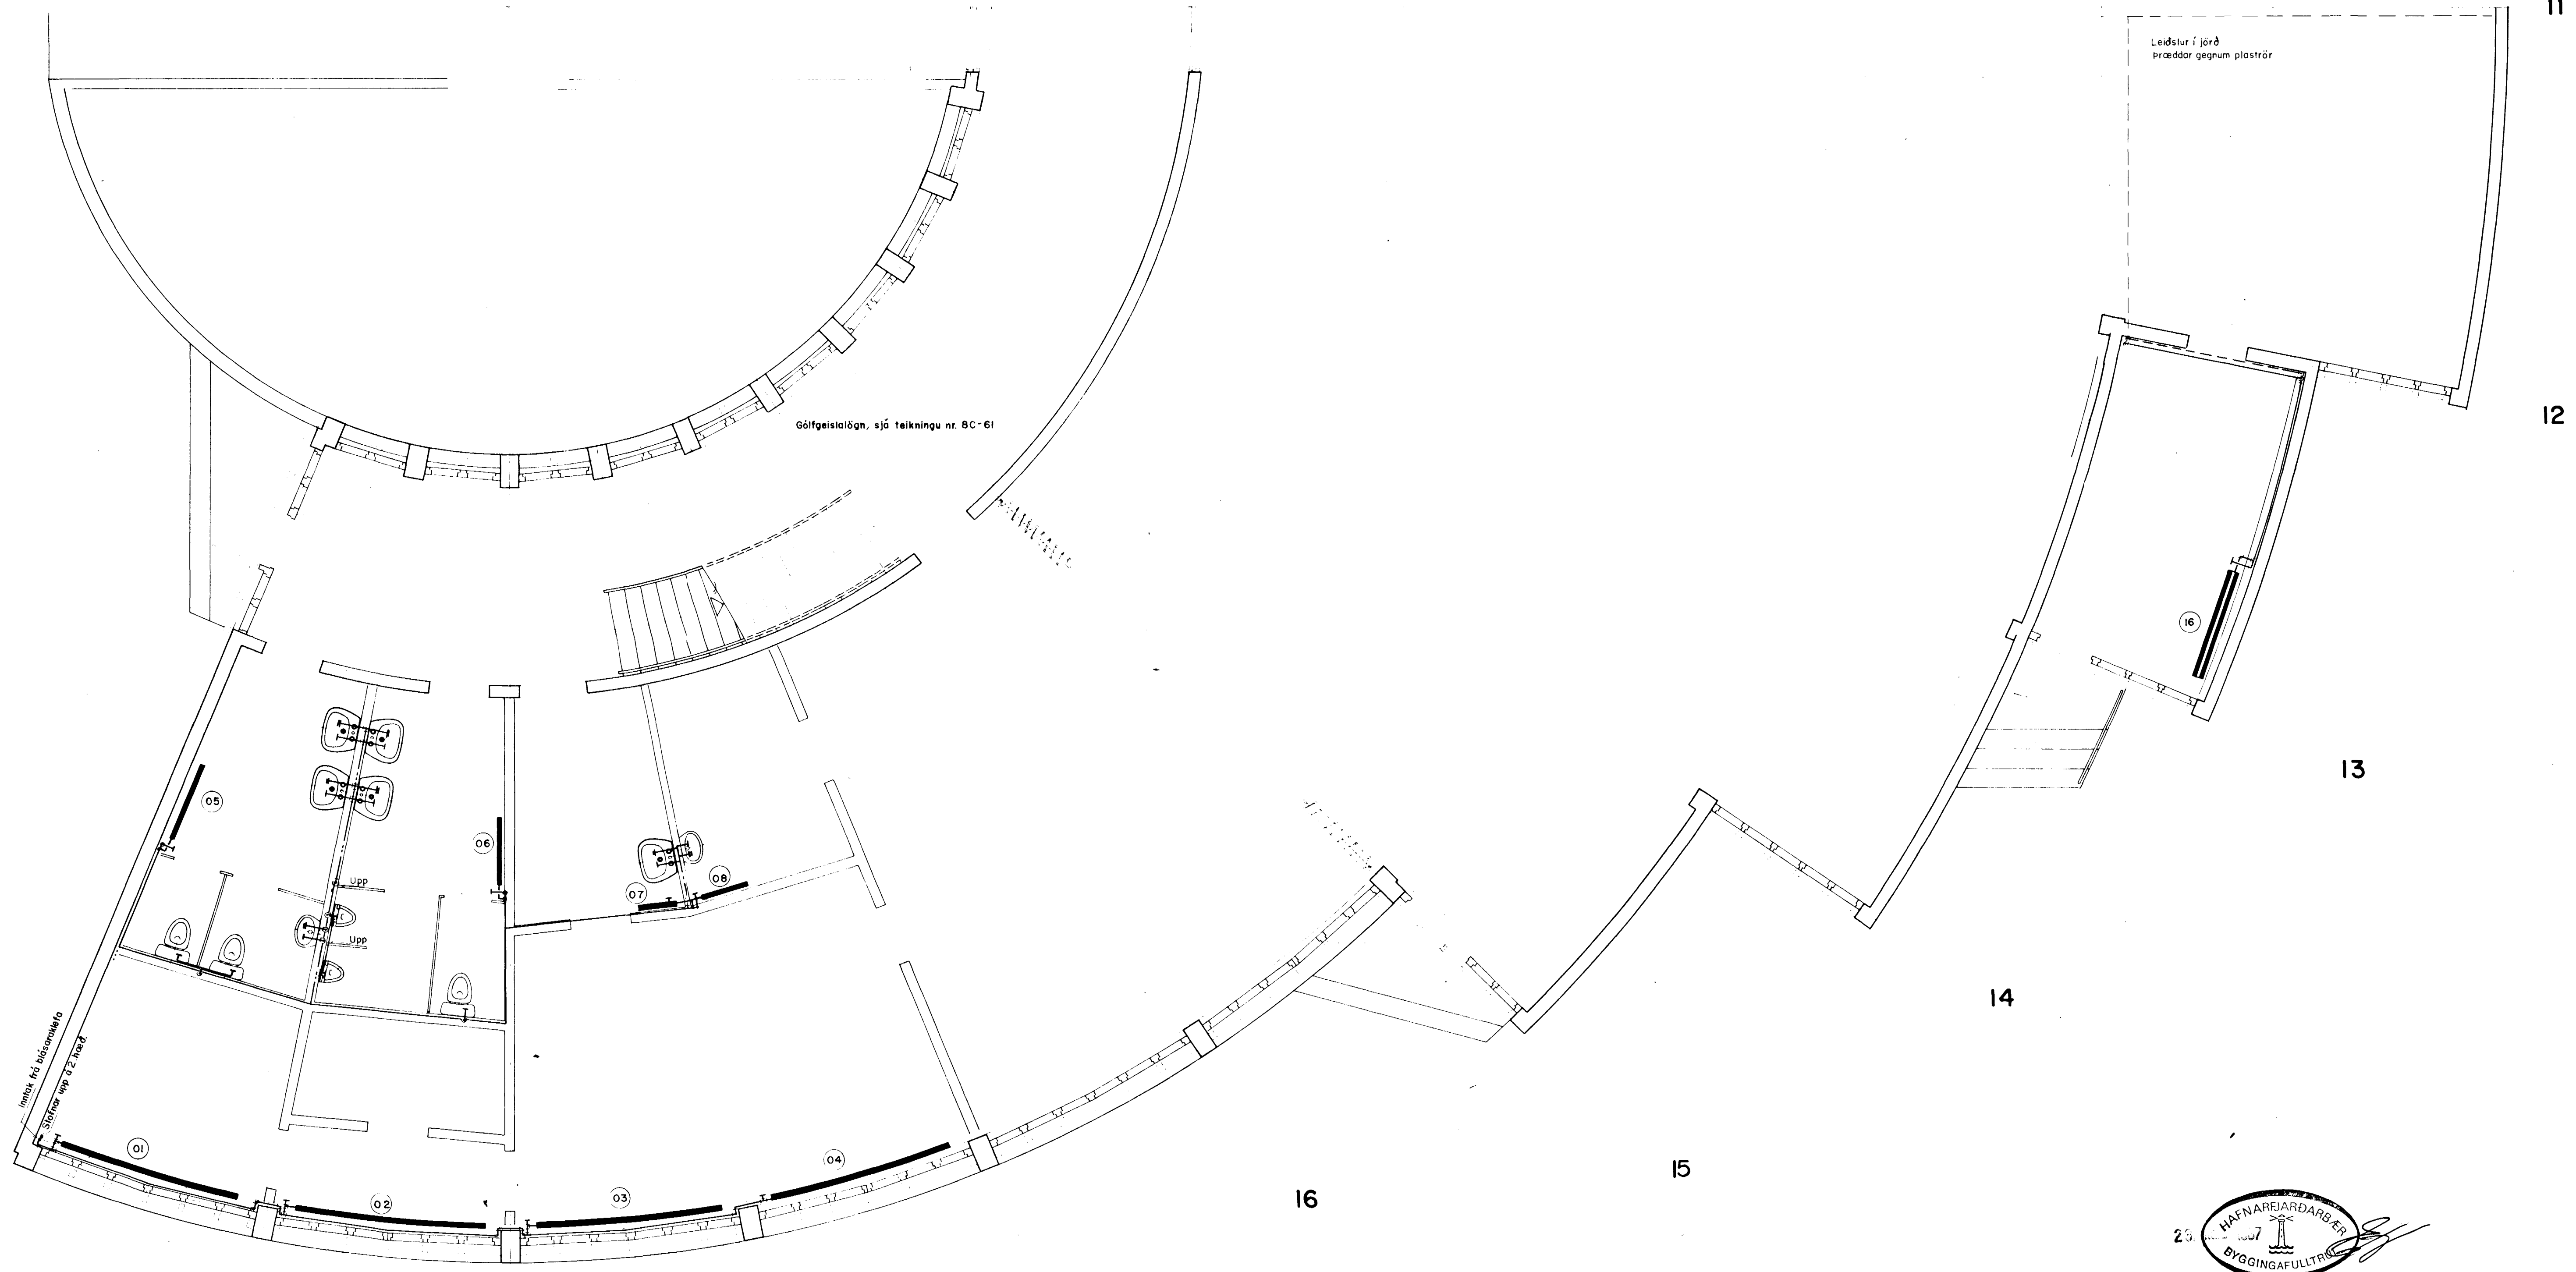 11
Leiðslur í jörð
þræddar gegnum plaströr
12
Gólfgeislalögn, sjá teikningu nr. 8C-61
16
13
05
06
07
08
Upp
Upp
14
Inntak frá blásaraklefa
Stofnar upp á 2. hæð.
01
02
03
04
15
16
HAFNARFJARÐARBÆR
BYGGINGAFULLTRÚI